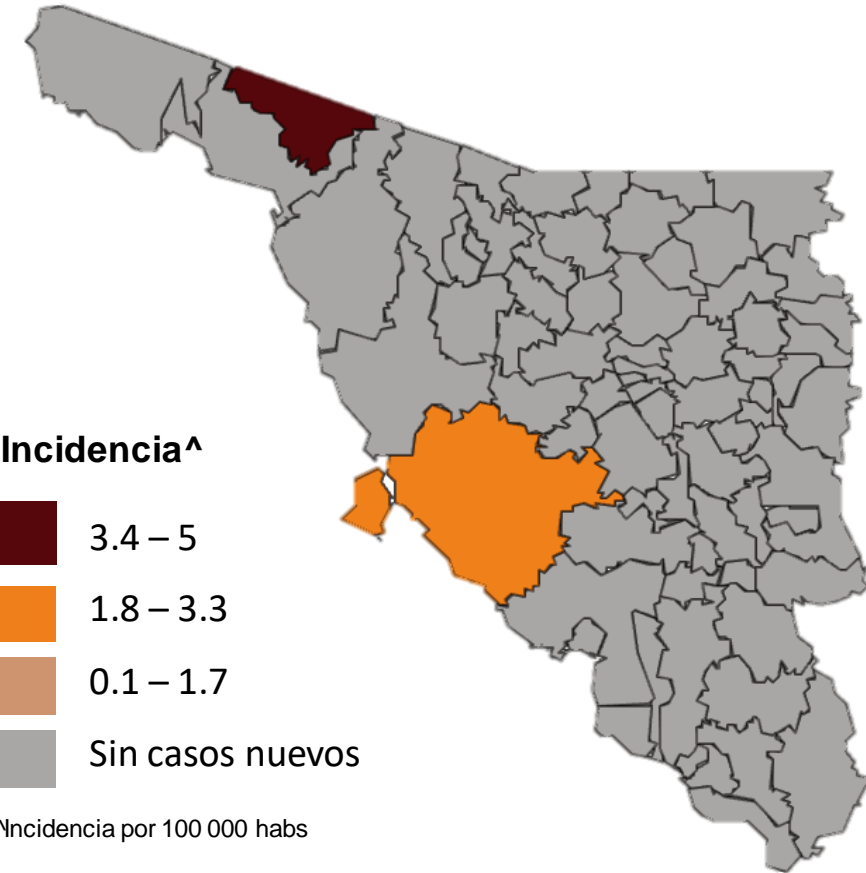 Incidencia^
3.4 – 5
1.8 – 3.3
0.1 – 1.7
Sin casos nuevos
^Incidencia por 100 000 habs